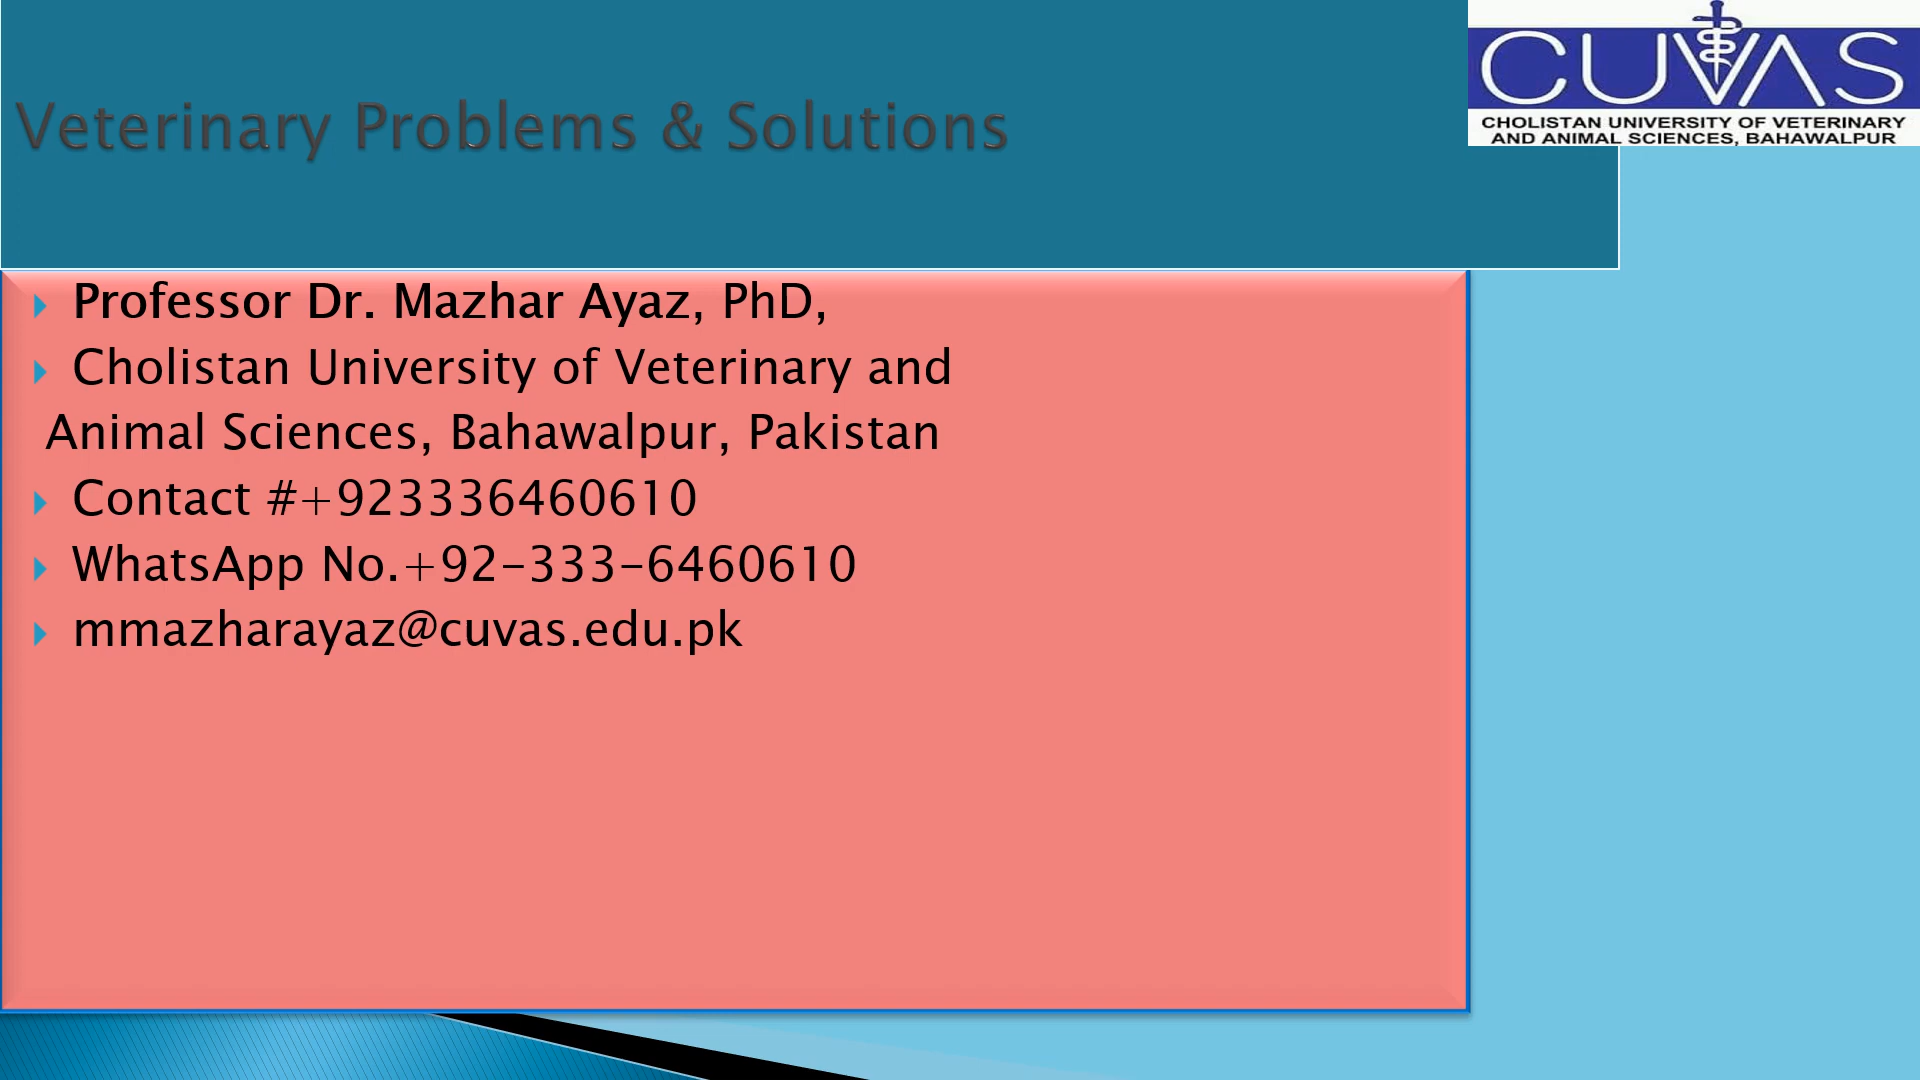 CUVAS
CHOLISTAN UNIVERSITY OF VETERINARY
AND ANIMAL SCIENCES, BAHAWALPUR
Veterinary Problems & Solutions
Professor Dr. Mazhar Ayaz, PhD,
Cholistan University of Veterinary and
Animal Sciences, Bahawalpur, Pakistan
Contact #+923336460610
WhatsApp No.+92-333-6460610
mmazharayaz@cuvas.edu.pk